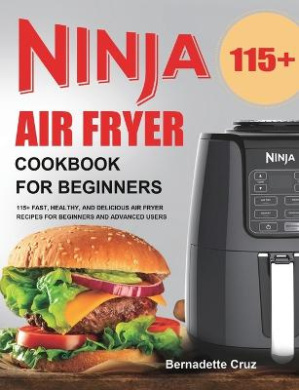 NINJA
115+
AIR FRYER
COOKBOOK
FOR BEGINNERS
115+ FAST, HEALTHY, AND DELICIOUS AIR FRYER
RECIPES FOR BEGINNERS AND ADVANCED USERS
NINJA
Bernadette Cruz